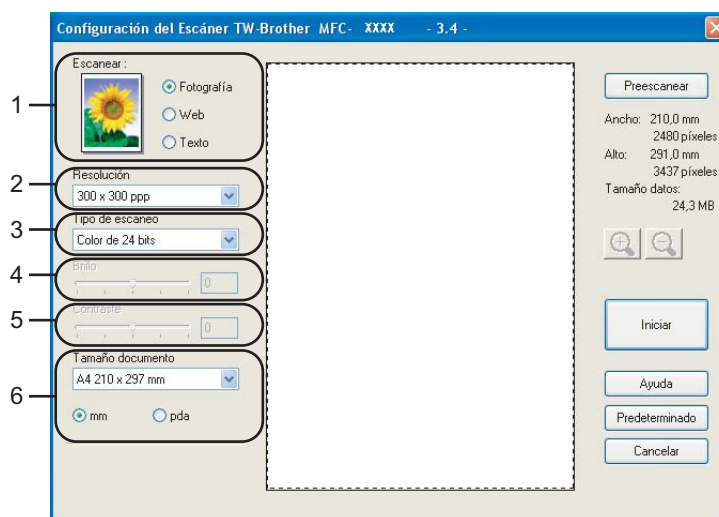 Configuración del Escáner TW-Brother MFC- XXXX - 3.4 -
Escanear :
1
Fotografía
Web
Texto
2
Resolución
300 x 300 ppp
3
Tipo de escaneo
Color de 24 bits
4
Brillo
0
5
Contraste
0
6
Tamaño documento
A4 210 x 297 mm
mm
pda
Preescanear
Ancho: 210,0 mm
2480 píxeles
Alto: 291,0 mm
3437 píxeles
Tamaño datos:
24,3 MB
Iniciar
Ayuda
Predeterminado
Cancelar